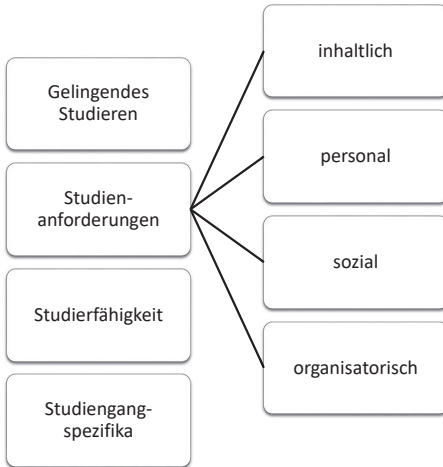 Gelingendes
Studieren
Studien-
anforderungen
Studierfähigkeit
Studiengang-
spezifika
inhaltlich
personal
sozial
organisatorisch